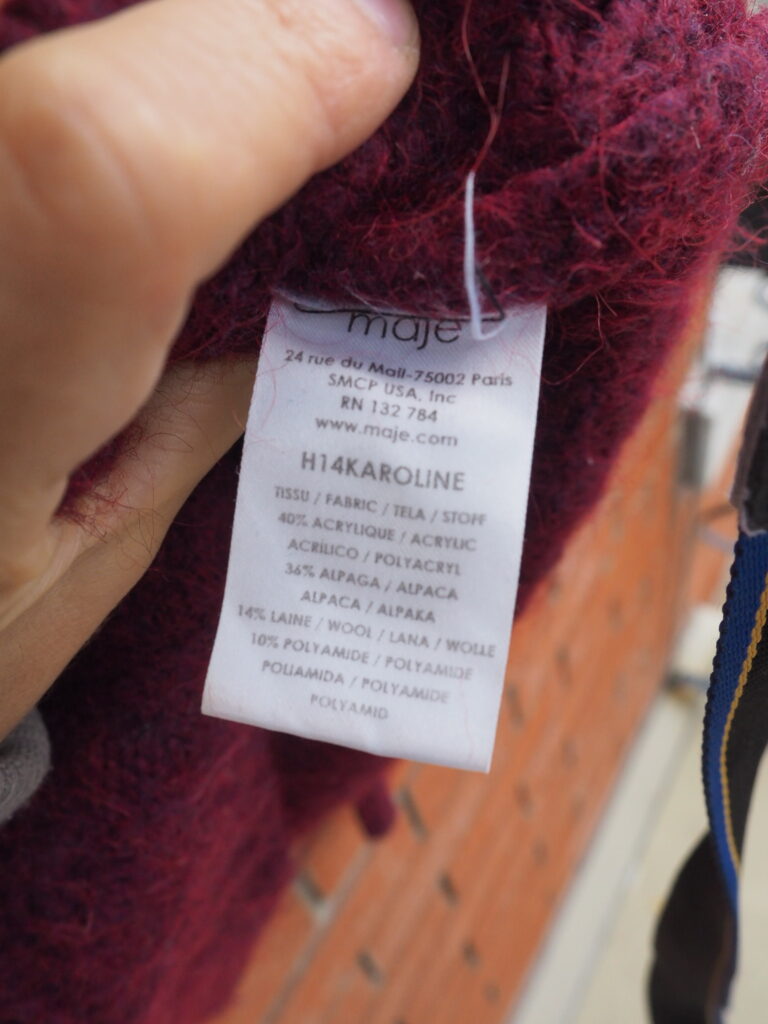 maje
24 rue du Mail-75002 Paris
SMCP USA, Inc
RN 132 784
www.maje.com
H14KAROLINE
TISSU / FABRIC / TELA / STOFF
40% ACRYLIQUE / ACRYLIC
ACRÍLICO / POLYACRYL
36% ALPAGA / ALPACA
ALPACA / ALPAKA
14% LAINE / WOOL / LANA / WOLLE
10% POLYAMIDE / POLYAMIDE
POLIAMIDA / POLYAMIDE
POLYAMID